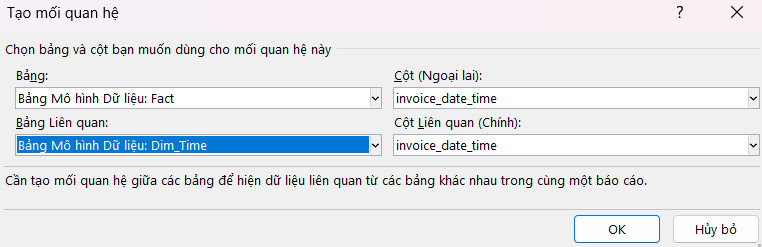 Tạo mối quan hệ
?
Chọn bảng và cột bạn muốn dùng cho mối quan hệ này
Bảng:
Cột (Ngoại lai):
Bảng Mô hình Dữ liệu: Fact
invoice_date_time
Bảng Liên quan:
Cột Liên quan (Chính):
Bảng Mô hình Dữ liệu: Dim_Time
invoice_date_time
Cần tạo mối quan hệ giữa các bảng để hiện dữ liệu liên quan từ các bảng khác nhau trong cùng một báo cáo.
OK
Hủy bỏ